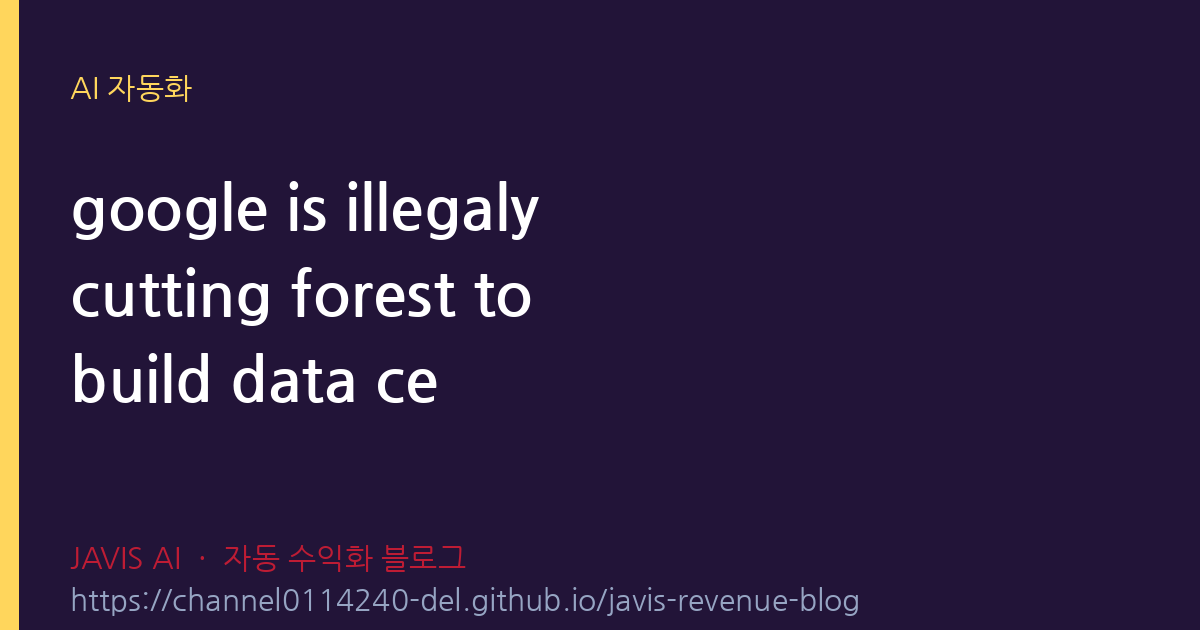 AI 자동화
google is illegaly
cutting forest to
build data ce
JAVIS AI · 자동 수익화 블로그
https://channel0114240-del.github.io/javis-revenue-blog